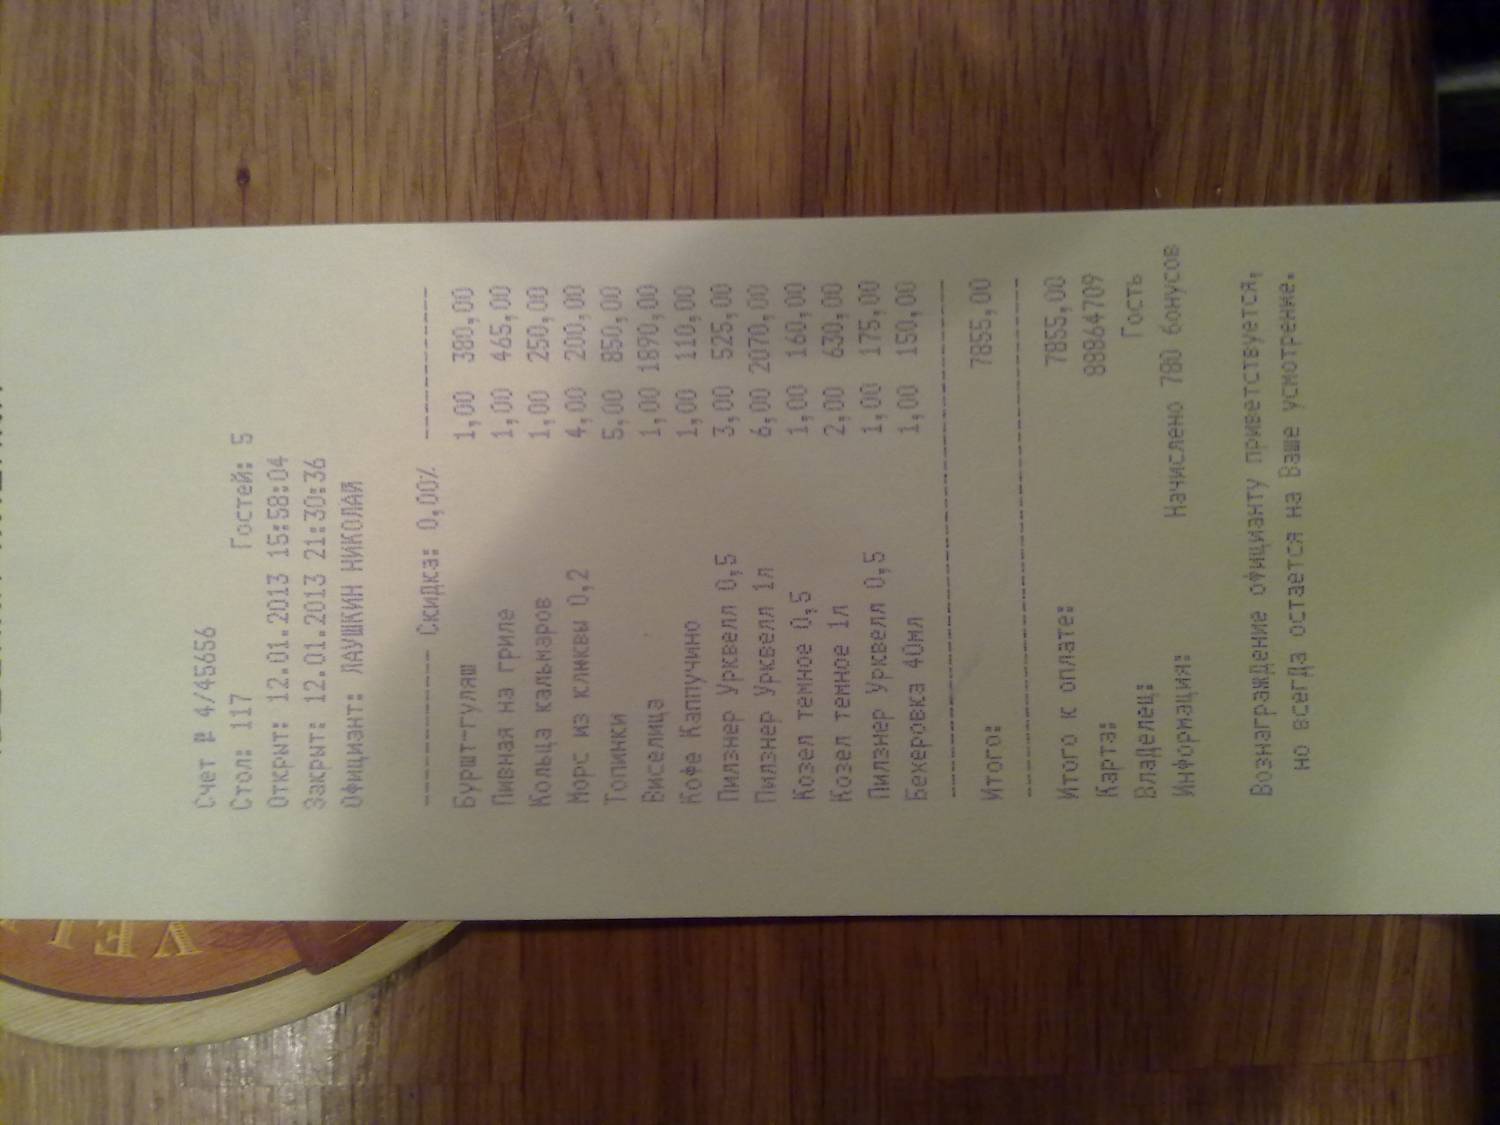 Счет № 4/45656
Стол: 117 Гостей: 5
Открыт: 12.01.2013 15:58:04
Закрыт: 12.01.2013 21:30:36
Официант: ЛАУШКИН НИКОЛАЙ
----------- Скидка: 0,00% -----------
Буршт-гуляш 1,00 380,00
Пивная на гриле 1,00 465,00
Кольца кальмаров 1,00 250,00
Морс из клюквы 0,2 4,00 200,00
Топинки 5,00 850,00
Виселица 1,00 1890,00
Кофе Каппучино 1,00 110,00
Пилзнер Урквелл 0,5 3,00 525,00
Пилзнер Урквелл 1л 6,00 2070,00
Козел темное 0,5 1,00 160,00
Козел темное 1л 2,00 630,00
Пилзнер Урквелл 0,5 1,00 175,00
Бехеровка 40мл 1,00 150,00
Итого: 7855,00
Итого к оплате: 7855,00
Карта: 88864709
Владелец: Гость
Информация: Начислено 780 бонусов
Вознаграждение официанту приветствуется,
но всегда остается на Ваше усмотрение.